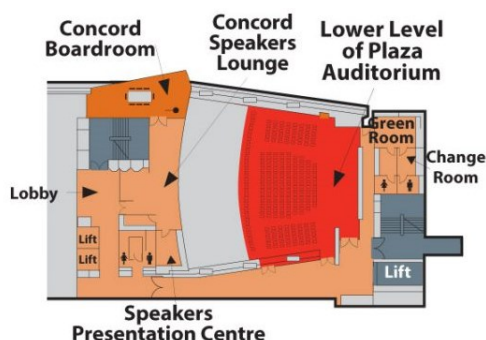 Concord
Boardroom
Concord
Speakers
Lounge
Lower Level
of Plaza
Auditorium
Green
Room
Change
Room
Lobby
Lift
Lift
Lift
Speakers
Presentation Centre